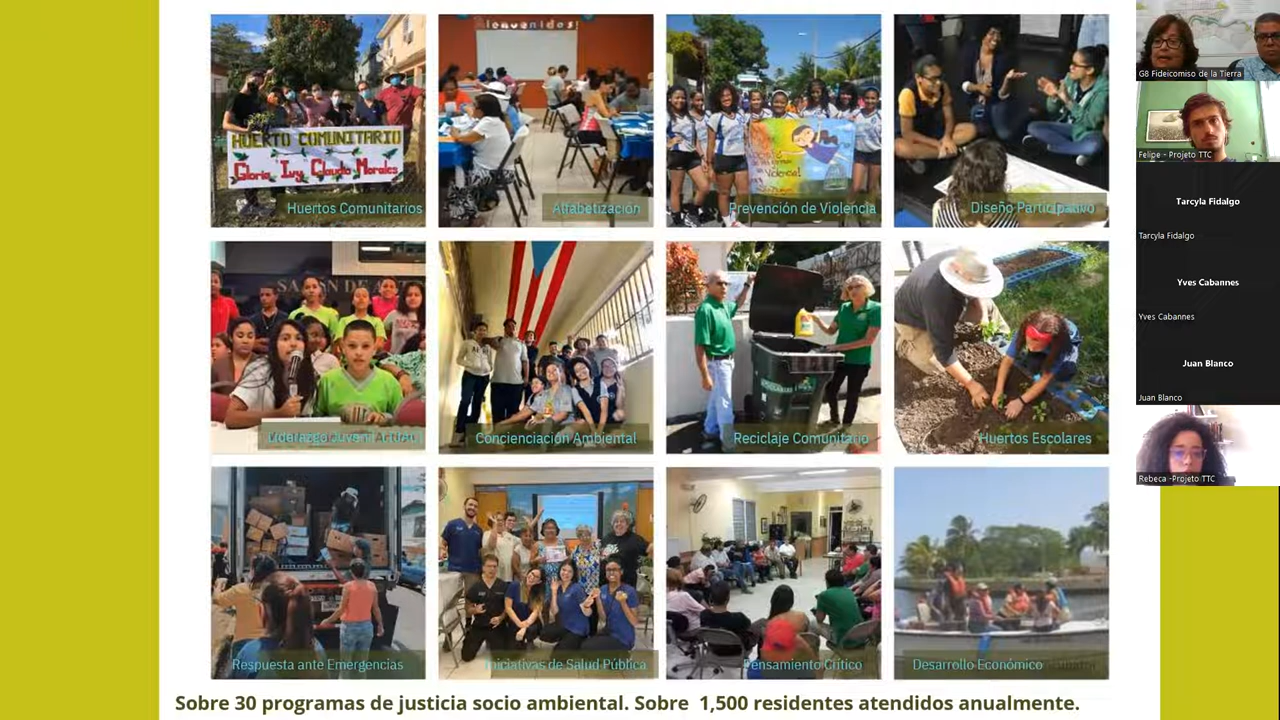 Bienvenidos!
HUERTO COMUNITARIO
Gloria Ivy Claudio Morales
Huertos Comunitarios
Alfabetización
Prevención de Violencia
Diseño Participativo
Liderazgo Juvenil
Concienciación Ambiental
Reciclaje Comunitario
Huertos Escolares
Respuesta ante Emergencias
Iniciativas de Salud Pública
Pensamiento Crítico
Desarrollo Económico
Sobre 30 programas de justicia socio ambiental. Sobre 1,500 residentes atendidos anualmente.
G8 Fideicomiso de la Tierra
Felipe - Projeto TTC
Tarcyla Fidalgo
Tarcyla Fidalgo
Yves Cabannes
Yves Cabannes
Juan Blanco
Juan Blanco
Rebeca -Projeto TTC